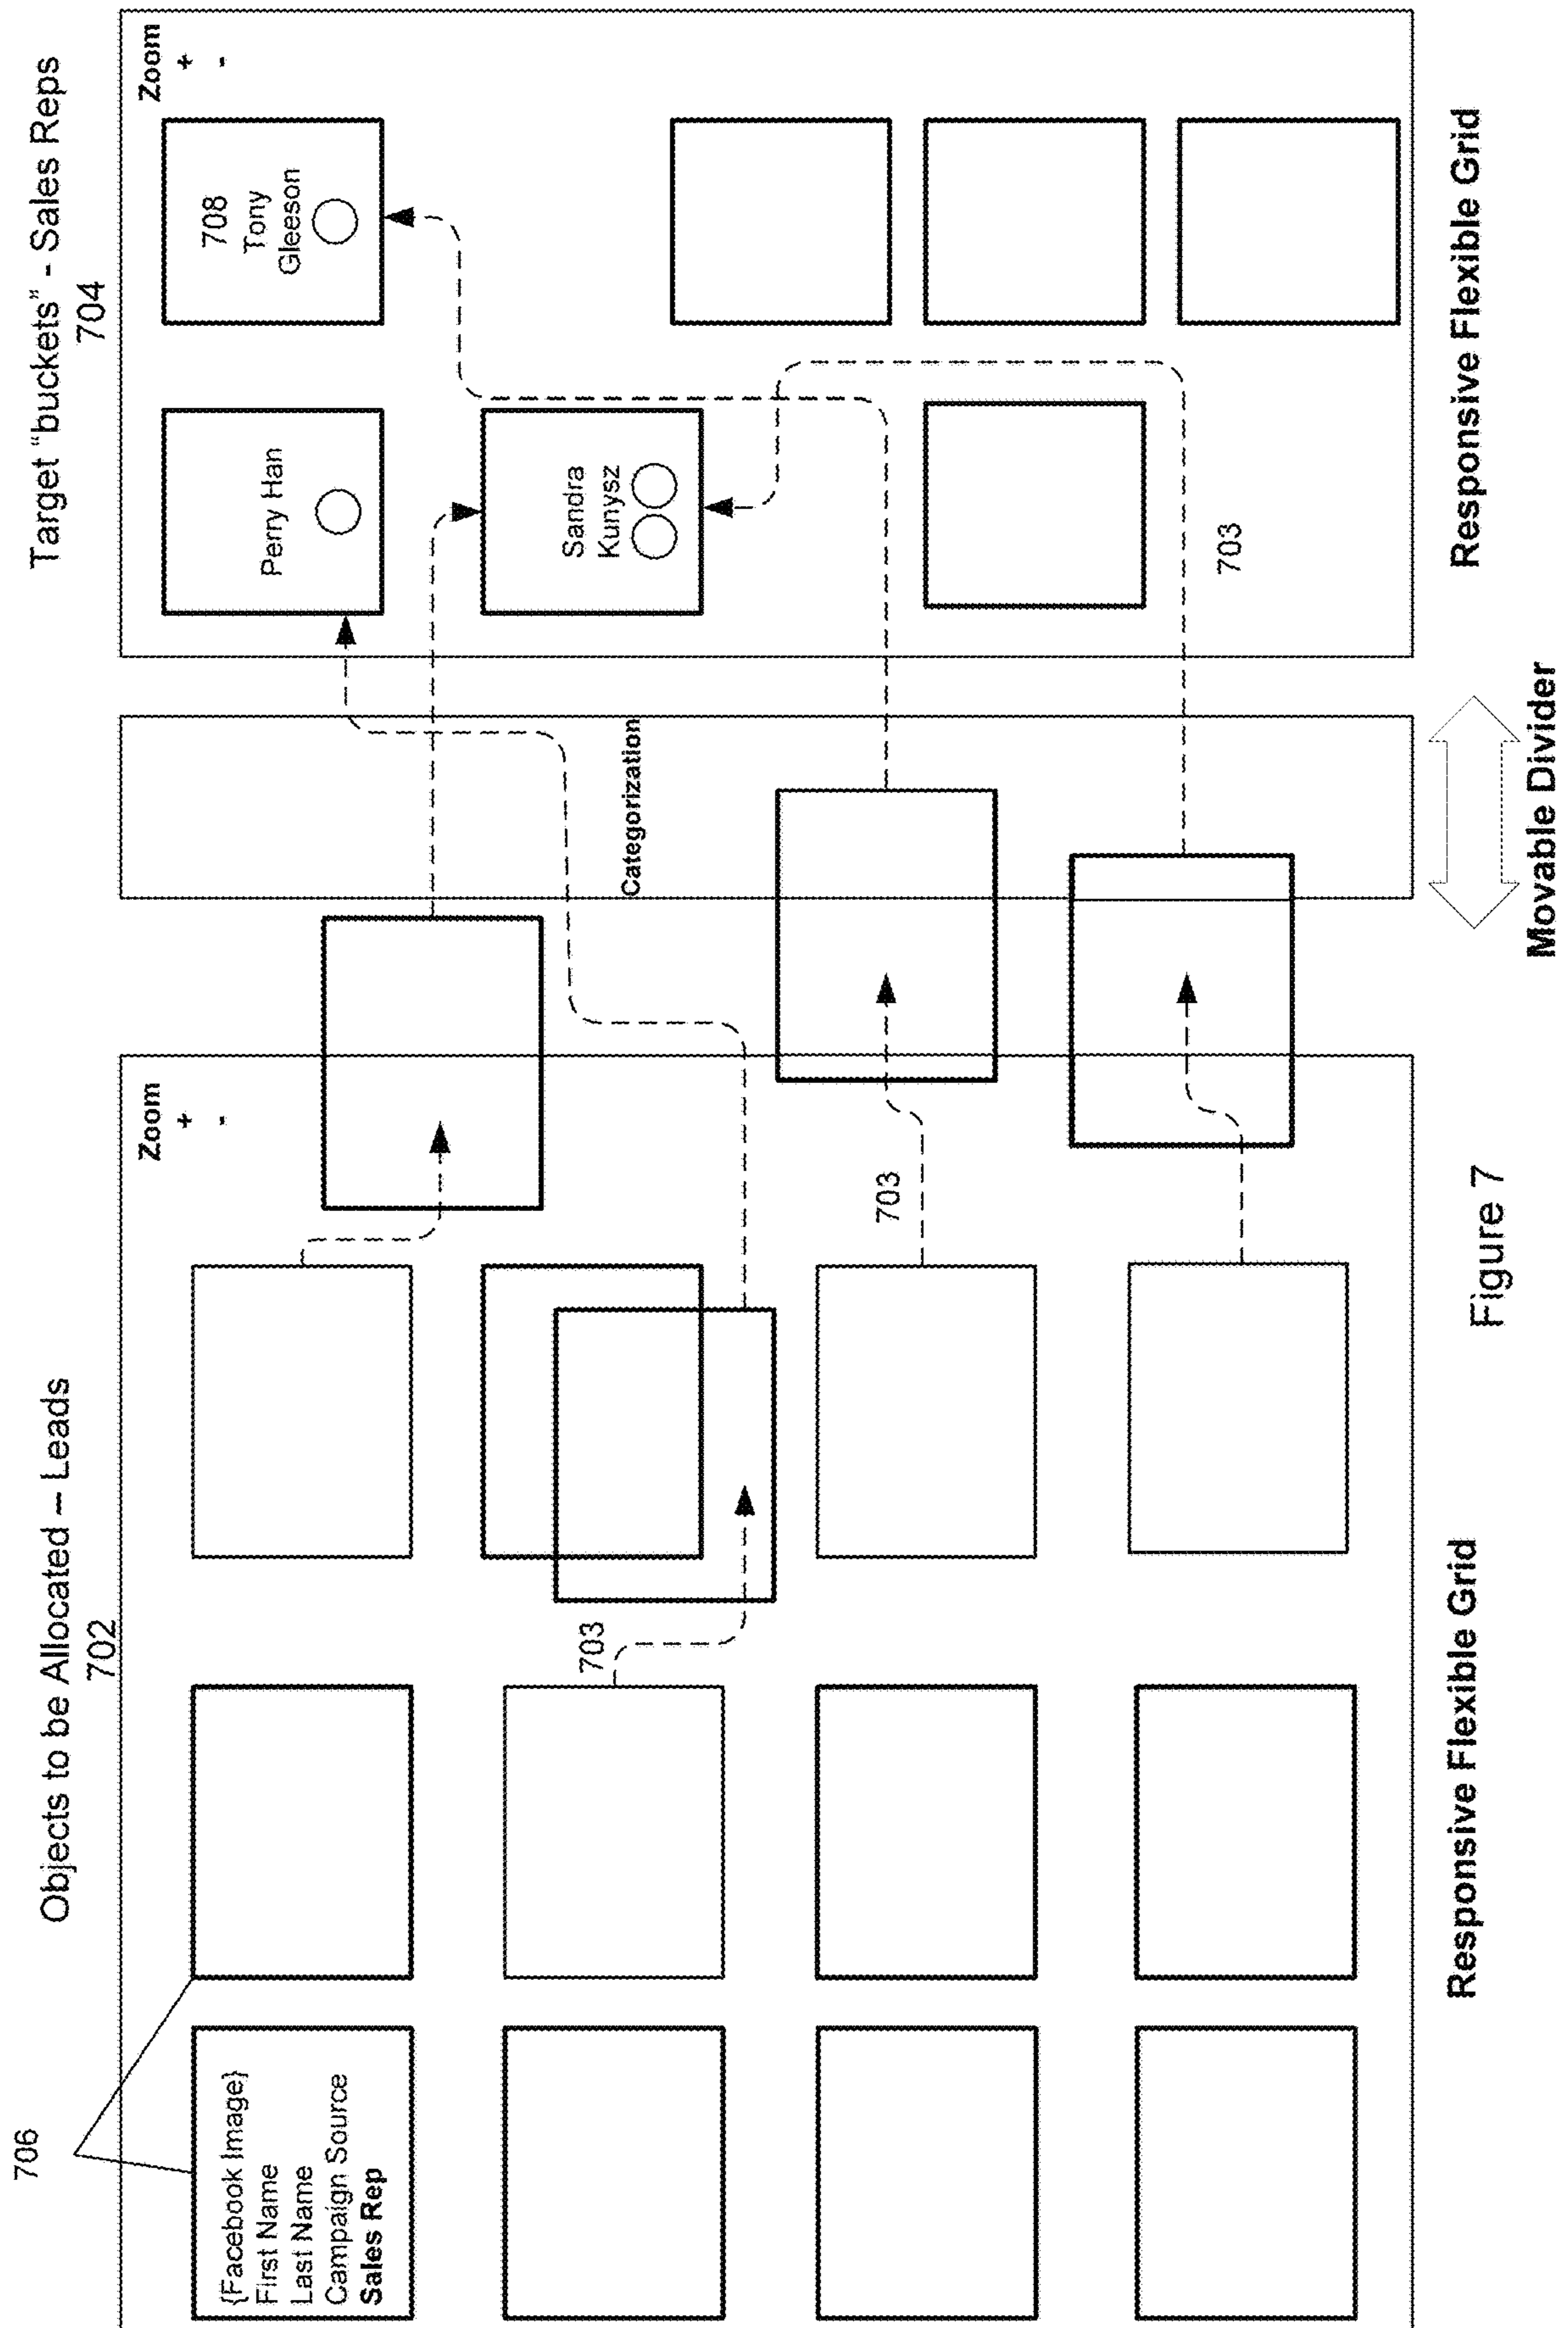 Objects to be Allocated – Leads
702
Target "buckets" - Sales Reps
704
706
Zoom
+
-
Zoom
+
-
{Facebook Image}
First Name
Last Name
Campaign Source
Sales Rep
703
703
Categorization
Perry Han
708
Tony
Gleeson
Sandra
Kunysz
703
Responsive Flexible Grid
Movable Divider
Responsive Flexible Grid
Figure 7